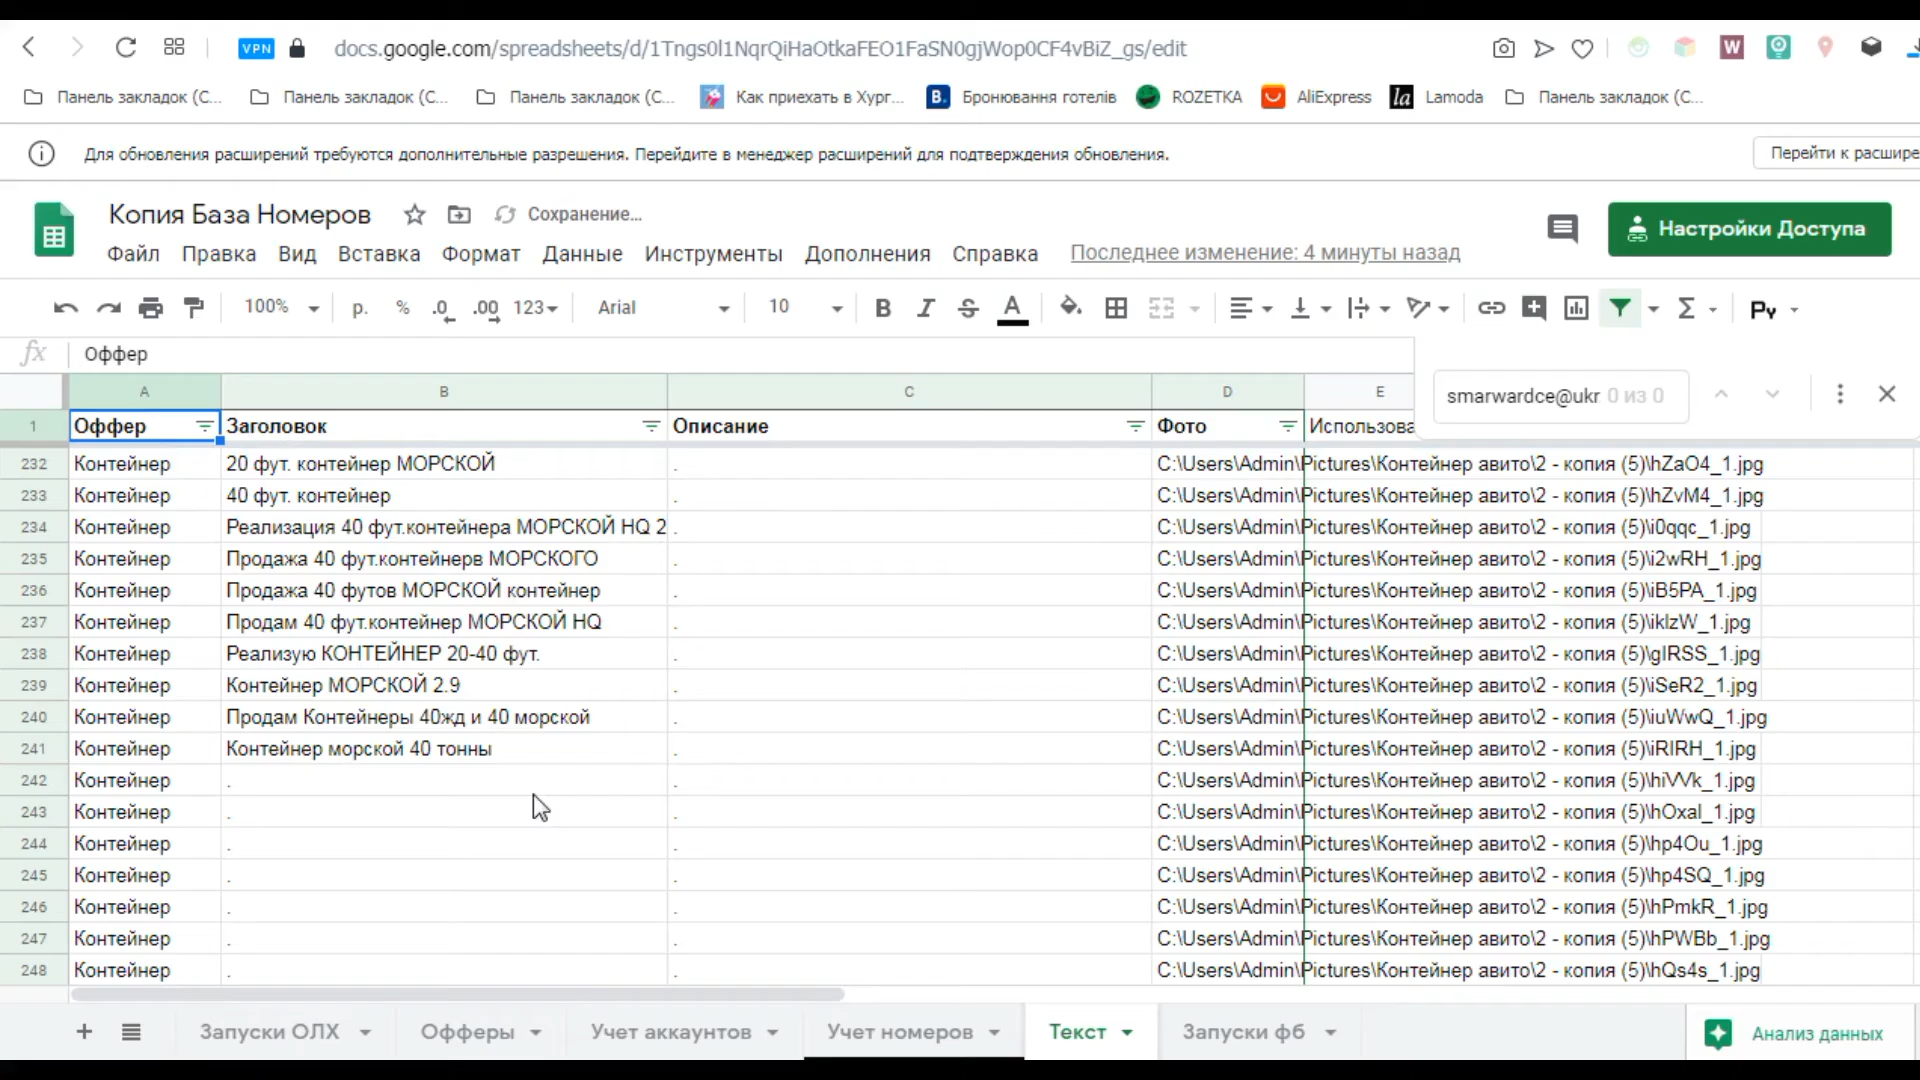 VPN docs.google.com/spreadsheets/d/1Tngs0l1NqrQiHaOtkaFEO1FaSN0gjWop0CF4vBiZ_gs/edit
Панель закладок (С... Панель закладок (С... Панель закладок (С... Как приехать в Хург... B. Бронювання готелів ROZETKA AliExpress la Lamoda Панель закладок (С...
Для обновления расширений требуются дополнительные разрешения. Перейдите в менеджер расширений для подтверждения обновления. Перейти к расшире
Копия База Номеров Сохранение...
Настройки Доступа
Файл Правка Вид Вставка Формат Данные Инструменты Дополнения Справка Последнее изменение: 4 минуты назад
100% р. % .0 .00 123 Arial 10 B I S A Σ Ру
fx Оффер
A B C D E
smarwardce@ukr 0 из 0
1 Оффер Заголовок Описание Фото Использова
232 Контейнер 20 фут. контейнер МОРСКОЙ . C:\Users\Admin\Pictures\Контейнер авито\2 - копия (5)\hZaO4_1.jpg
233 Контейнер 40 фут. контейнер . C:\Users\Admin\Pictures\Контейнер авито\2 - копия (5)\hZvM4_1.jpg
234 Контейнер Реализация 40 фут.контейнера МОРСКОЙ HQ 2 . C:\Users\Admin\Pictures\Контейнер авито\2 - копия (5)\i0qqc_1.jpg
235 Контейнер Продажа 40 фут.контейнерв МОРСКОГО . C:\Users\Admin\Pictures\Контейнер авито\2 - копия (5)\i2wRH_1.jpg
236 Контейнер Продажа 40 футов МОРСКОЙ контейнер . C:\Users\Admin\Pictures\Контейнер авито\2 - копия (5)\iB5PA_1.jpg
237 Контейнер Продам 40 фут.контейнер МОРСКОЙ HQ . C:\Users\Admin\Pictures\Контейнер авито\2 - копия (5)\iklzW_1.jpg
238 Контейнер Реализую КОНТЕЙНЕР 20-40 фут. . C:\Users\Admin\Pictures\Контейнер авито\2 - копия (5)\gIRSS_1.jpg
239 Контейнер Контейнер МОРСКОЙ 2.9 . C:\Users\Admin\Pictures\Контейнер авито\2 - копия (5)\iSeR2_1.jpg
240 Контейнер Продам Контейнеры 40жд и 40 морской . C:\Users\Admin\Pictures\Контейнер авито\2 - копия (5)\iuWwQ_1.jpg
241 Контейнер Контейнер морской 40 тонны . C:\Users\Admin\Pictures\Контейнер авито\2 - копия (5)\iRIRH_1.jpg
242 Контейнер . . C:\Users\Admin\Pictures\Контейнер авито\2 - копия (5)\hiVVk_1.jpg
243 Контейнер . . C:\Users\Admin\Pictures\Контейнер авито\2 - копия (5)\hOxal_1.jpg
244 Контейнер . . C:\Users\Admin\Pictures\Контейнер авито\2 - копия (5)\hp4Ou_1.jpg
245 Контейнер . . C:\Users\Admin\Pictures\Контейнер авито\2 - копия (5)\hp4SQ_1.jpg
246 Контейнер . . C:\Users\Admin\Pictures\Контейнер авито\2 - копия (5)\hPmkR_1.jpg
247 Контейнер . . C:\Users\Admin\Pictures\Контейнер авито\2 - копия (5)\hPWBb_1.jpg
248 Контейнер . . C:\Users\Admin\Pictures\Контейнер авито\2 - копия (5)\hQs4s_1.jpg
Запуски ОЛХ Офферы Учет аккаунтов Учет номеров Текст Запуски фб Анализ данных